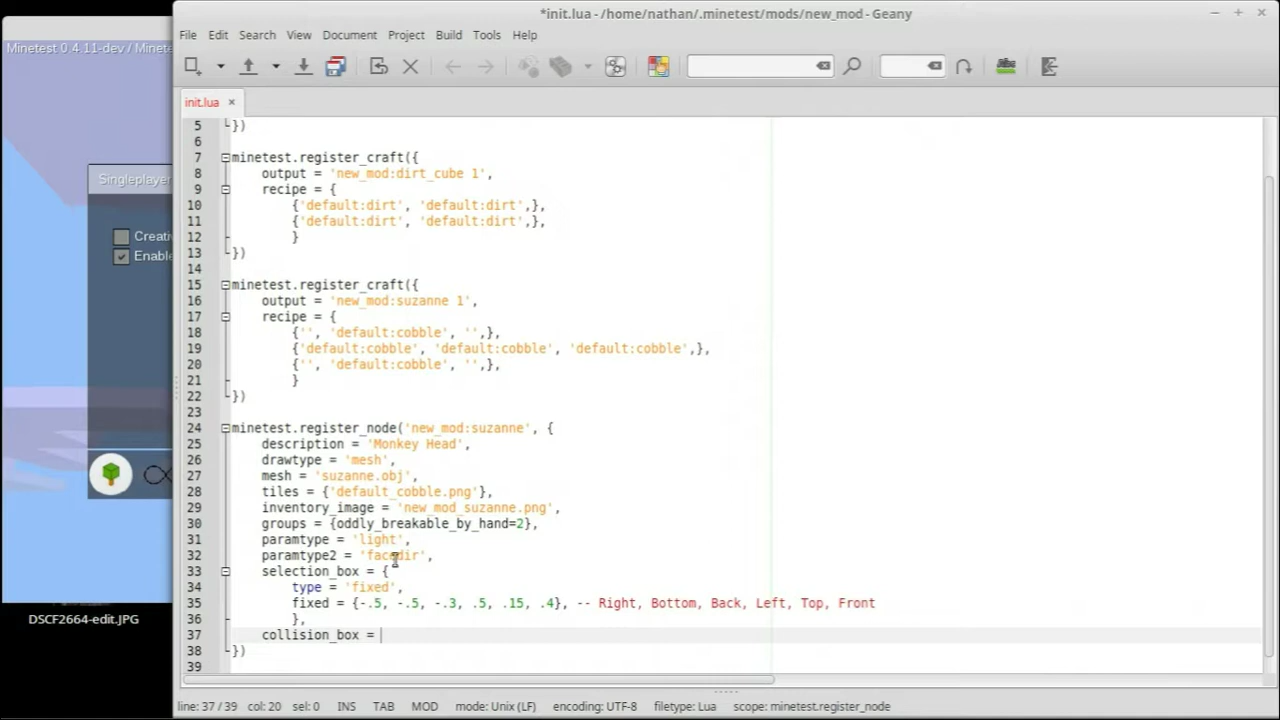 *init.lua - /home/nathan/.minetest/mods/new_mod - Geany
Minetest 0.4.11-dev / Minete
File Edit Search View Document Project Build Tools Help
init.lua
5 })
6
7 minetest.register_craft({
8 output = 'new_mod:dirt_cube 1',
9 recipe = {
10 {'default:dirt', 'default:dirt',},
11 {'default:dirt', 'default:dirt',},
12 }
13 })
14
15 minetest.register_craft({
16 output = 'new_mod:suzanne 1',
17 recipe = {
18 {'', 'default:cobble', '',},
19 {'default:cobble', 'default:cobble', 'default:cobble',},
20 {'', 'default:cobble', '',},
21 }
22 })
23
24 minetest.register_node('new_mod:suzanne', {
25 description = 'Monkey Head',
26 drawtype = 'mesh',
27 mesh = 'suzanne.obj',
28 tiles = {'default_cobble.png'},
29 inventory_image = 'new_mod_suzanne.png',
30 groups = {oddly_breakable_by_hand=2},
31 paramtype = 'light',
32 paramtype2 = 'facedir',
33 selection_box = {
34 type = 'fixed',
35 fixed = {-.5, -.5, -.3, .5, .15, .4}, -- Right, Bottom, Back, Left, Top, Front
36 },
37 collision_box =
38 })
39
Singleplayer
Creati
Enable
DSCF2664-edit.JPG
line: 37 / 39 col: 20 sel: 0 INS TAB MOD mode: Unix (LF) encoding: UTF-8 filetype: Lua scope: minetest.register_node